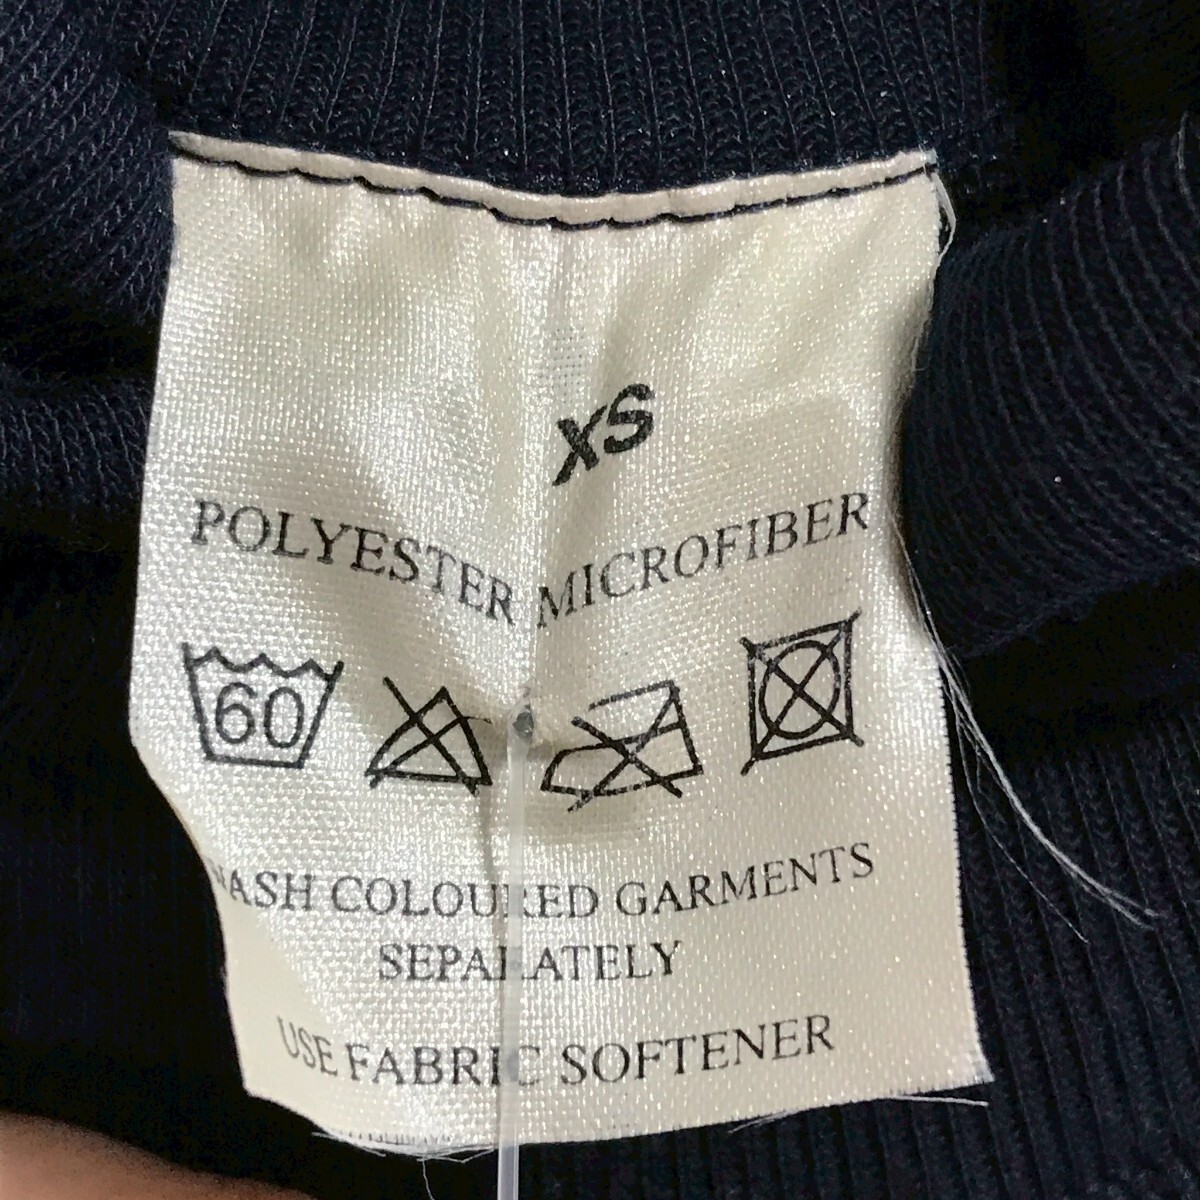 XS
POLYESTER MICROFIBER
60
WASH COLOURED GARMENTS
SEPARATELY
USE FABRIC SOFTENER